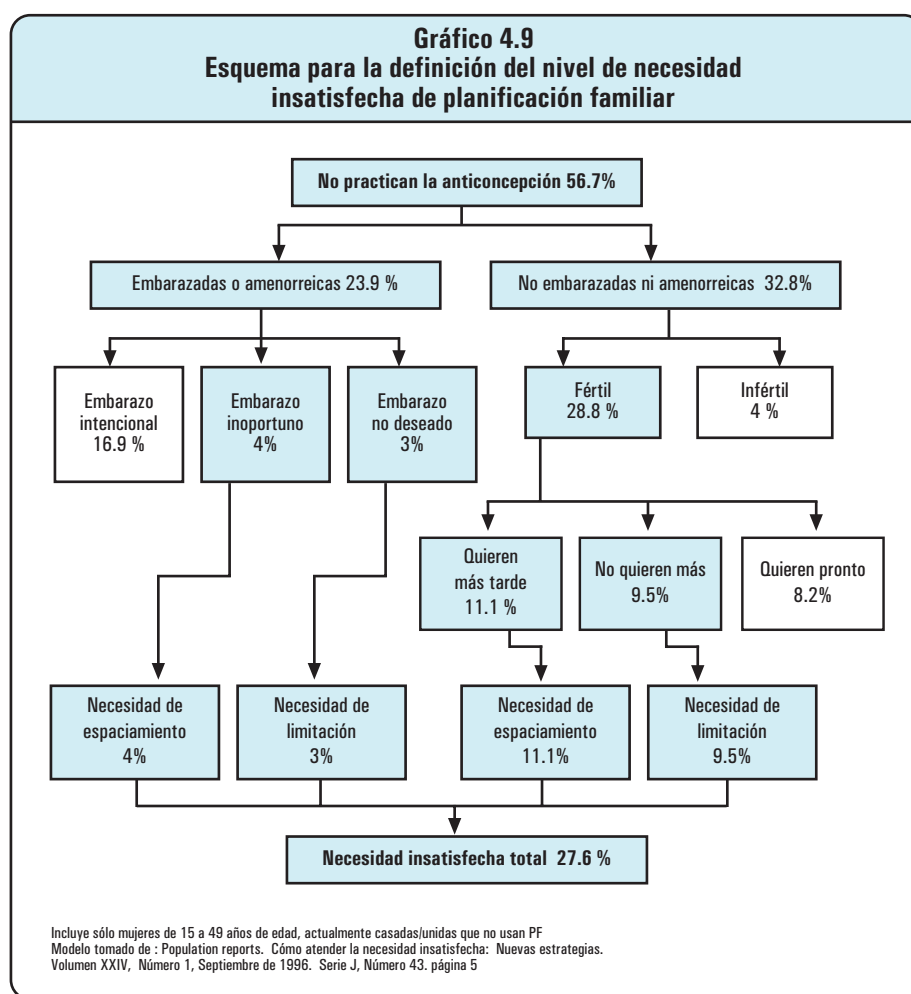 Gráfico 4.9
Esquema para la definición del nivel de necesidad
insatisfecha de planificación familiar
No practican la anticoncepción 56.7%
Embarazadas o amenorreicas 23.9 %
No embarazadas ni amenorreicas 32.8%
Embarazo
intencional
16.9 %
Embarazo
inoportuno
4%
Embarazo
no deseado
3%
Fértil
28.8 %
Infértil
4 %
Quieren
más tarde
11.1 %
No quieren más
9.5%
Quieren pronto
8.2%
Necesidad de
espaciamiento
4%
Necesidad de
limitación
3%
Necesidad de
espaciamiento
11.1%
Necesidad de
limitación
9.5%
Necesidad insatisfecha total 27.6 %
Incluye sólo mujeres de 15 a 49 años de edad, actualmente casadas/unidas que no usan PF
Modelo tomado de : Population reports. Cómo atender la necesidad insatisfecha: Nuevas estrategias.
Volumen XXIV, Número 1, Septiembre de 1996. Serie J, Número 43. página 5